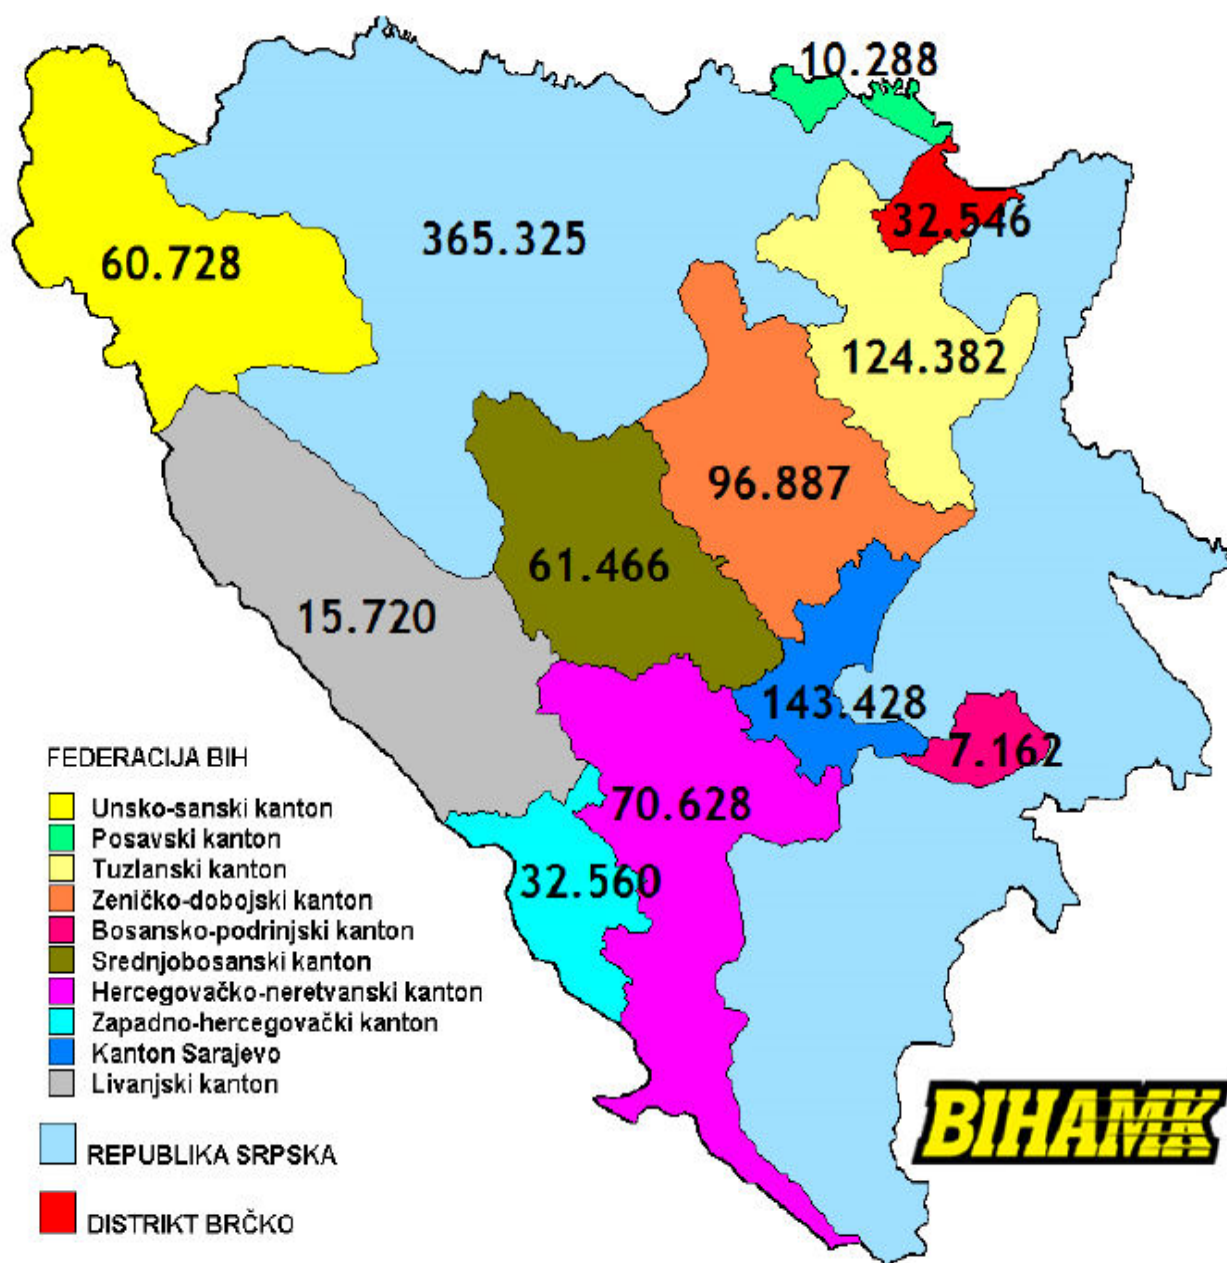 10.288
32.546
365.325
60.728
124.382
96.887
61.466
15.720
143.428
7.162
70.628
32.560
FEDERACIJA BIH
Unsko-sanski kanton
Posavski kanton
Tuzlanski kanton
Zeničko-dobojski kanton
Bosansko-podrinjski kanton
Srednjobosanski kanton
Hercegovačko-neretvanski kanton
Zapadno-hercegovački kanton
Kanton Sarajevo
Livanjski kanton
REPUBLIKA SRPSKA
DISTRIKT BRČKO
BIHAMK